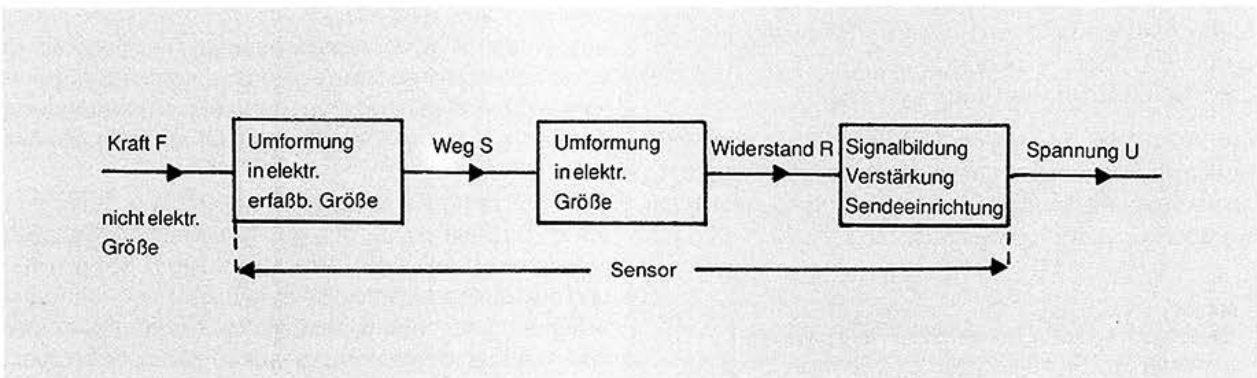 Kraft F
nicht elektr.
Größe
Umformung
in elektr.
erfaßb. Größe
Weg S
Umformung
in elektr.
Größe
Widerstand R
Signalbildung
Verstärkung
Sendeeinrichtung
Spannung U
Sensor